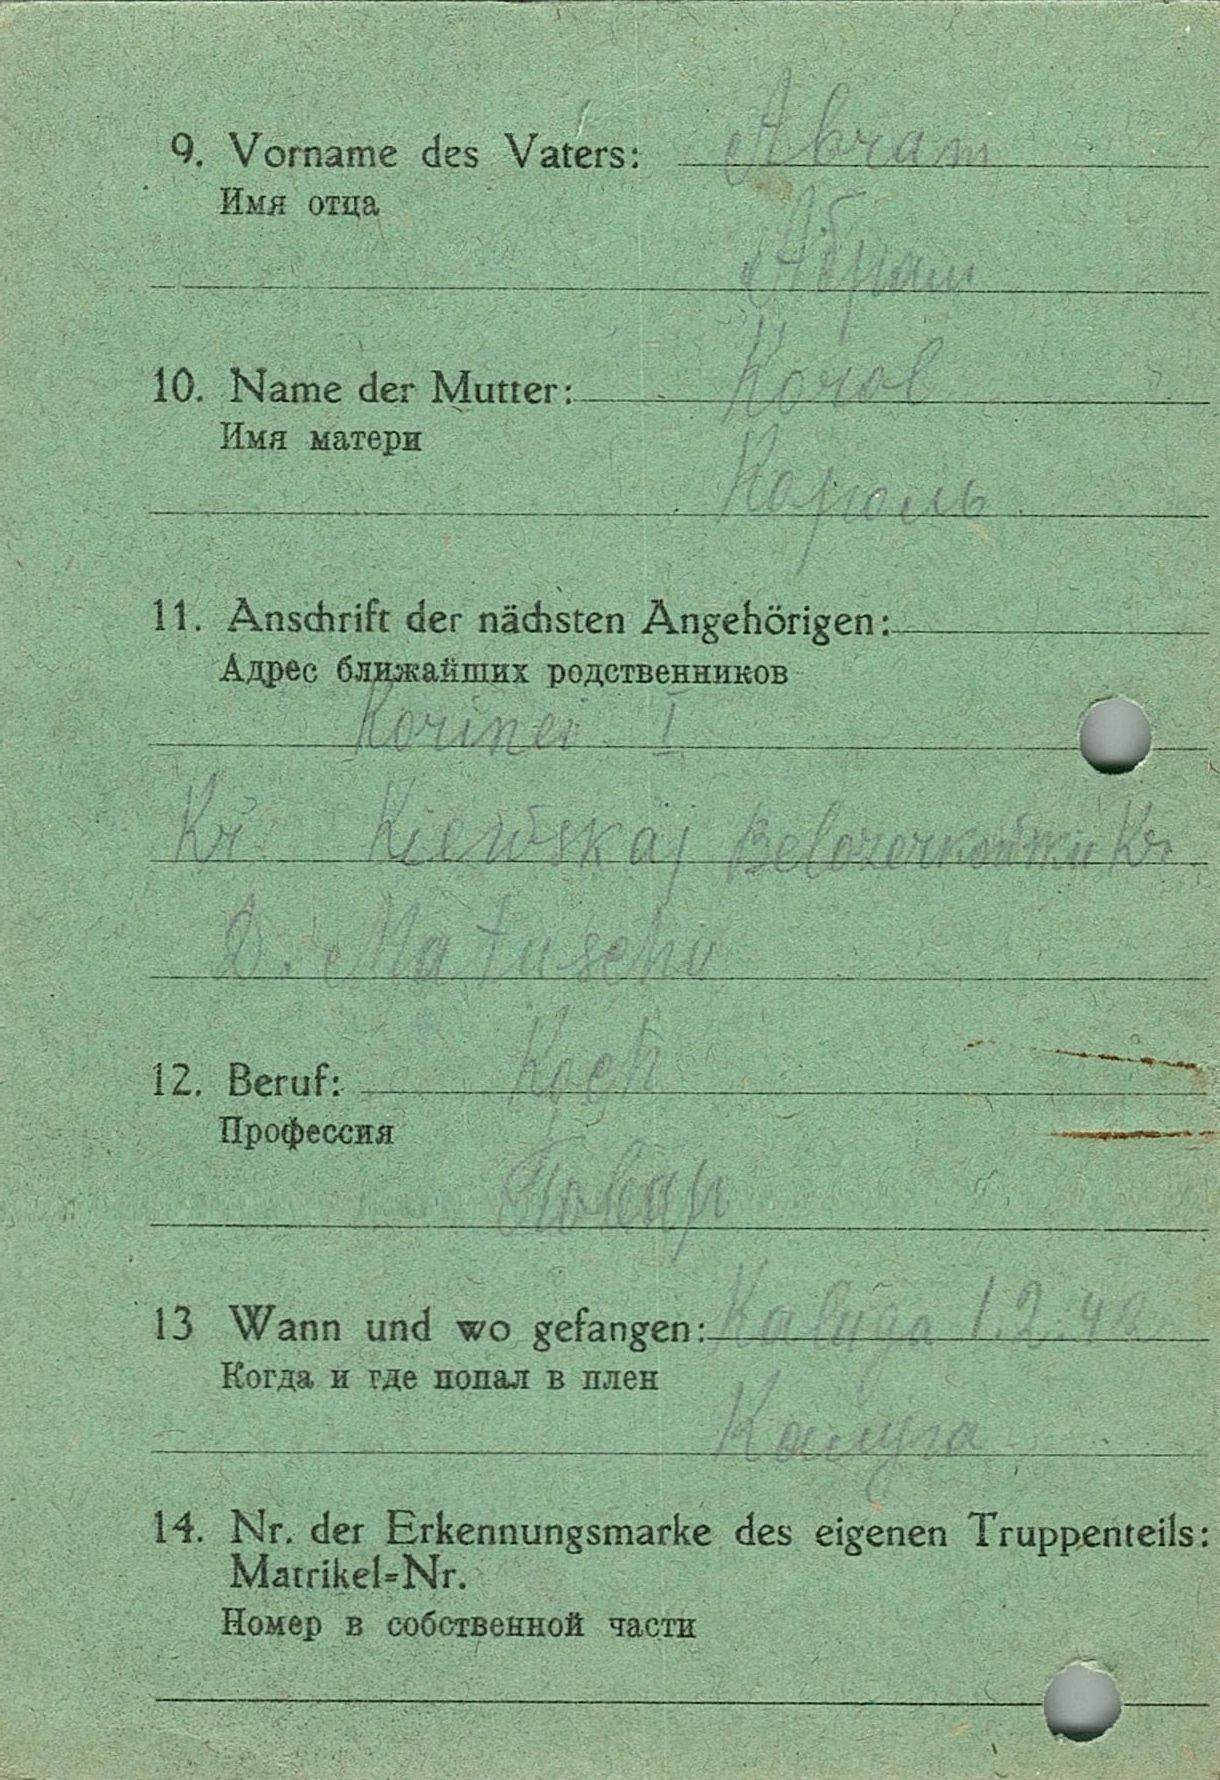 9. Vorname des Vaters: Abram
Имя отца
Абрам
10. Name der Mutter: Korol
Имя матери
Король
11. Anschrift der nächsten Angehörigen:
Адрес ближайших родственников
I
Kr. Kiewskaj Kr
D. Matuschi
12. Beruf: Koch
Профессия
Повар
13 Wann und wo gefangen: Kaluga 1.2.42
Когда и где попал в плен
Калуга
14. Nr. der Erkennungsmarke des eigenen Truppenteils:
Matrikel=Nr.
Номер в собственной части